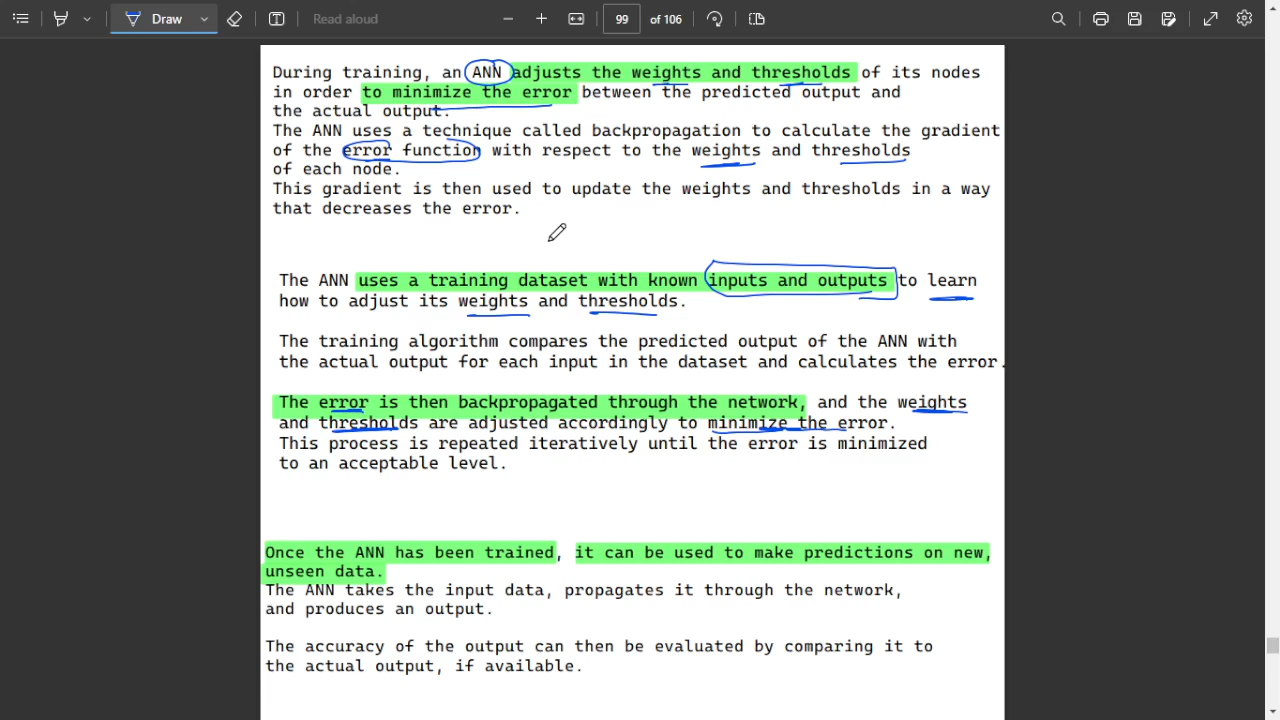 Draw
Read aloud
99 of 106
During training, an ANN adjusts the weights and thresholds of its nodes
in order to minimize the error between the predicted output and
the actual output.
The ANN uses a technique called backpropagation to calculate the gradient
of the error function with respect to the weights and thresholds
of each node.
This gradient is then used to update the weights and thresholds in a way
that decreases the error.
The ANN uses a training dataset with known inputs and outputs to learn
how to adjust its weights and thresholds.
The training algorithm compares the predicted output of the ANN with
the actual output for each input in the dataset and calculates the error.
The error is then backpropagated through the network, and the weights
and thresholds are adjusted accordingly to minimize the error.
This process is repeated iteratively until the error is minimized
to an acceptable level.
Once the ANN has been trained, it can be used to make predictions on new,
unseen data.
The ANN takes the input data, propagates it through the network,
and produces an output.
The accuracy of the output can then be evaluated by comparing it to
the actual output, if available.